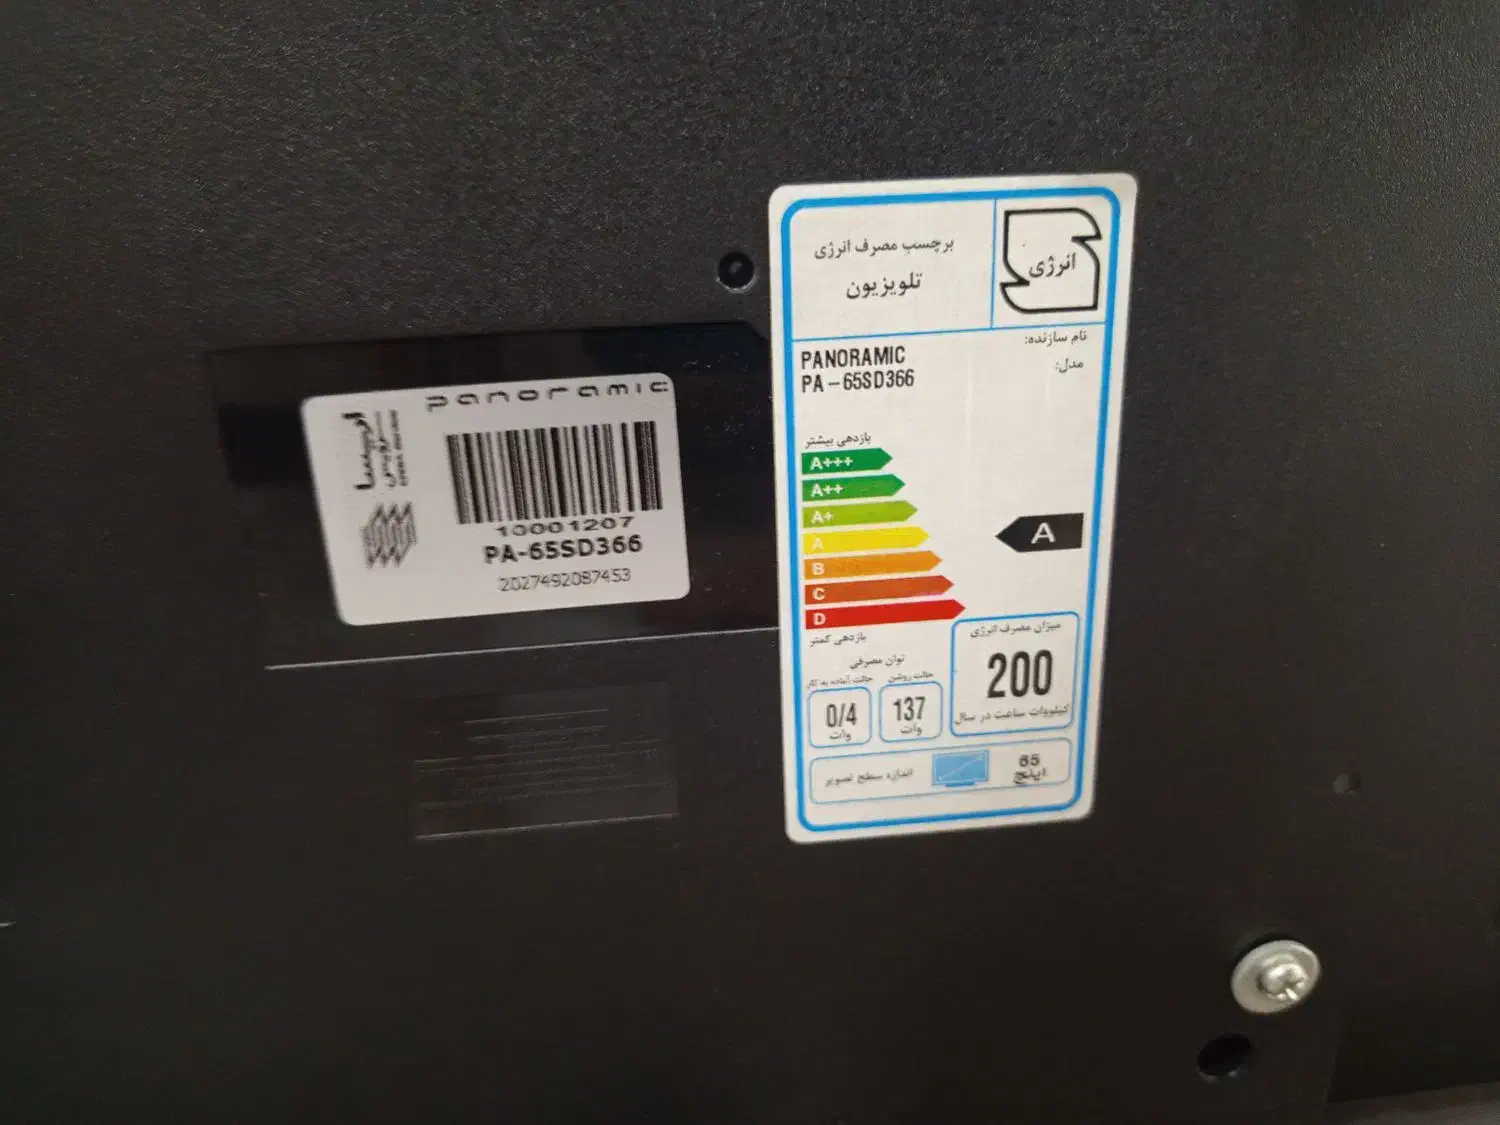 panoramic
10001207
PA-65SD366
2027492087453
برچسب مصرف انرژی
تلویزیون
انرژی
نام سازنده:
PANORAMIC
مدل:
PA-65SD366
بازدهی بیشتر
A+++
A++
A+
A
B
C
D
A
بازدهی کمتر
توان مصرفی
حالت روشن
حالت آماده به کار
137
وات
0/4
وات
میزان مصرف انرژی
200
کیلووات ساعت در سال
اندازه سطح تصویر
65
اینچ